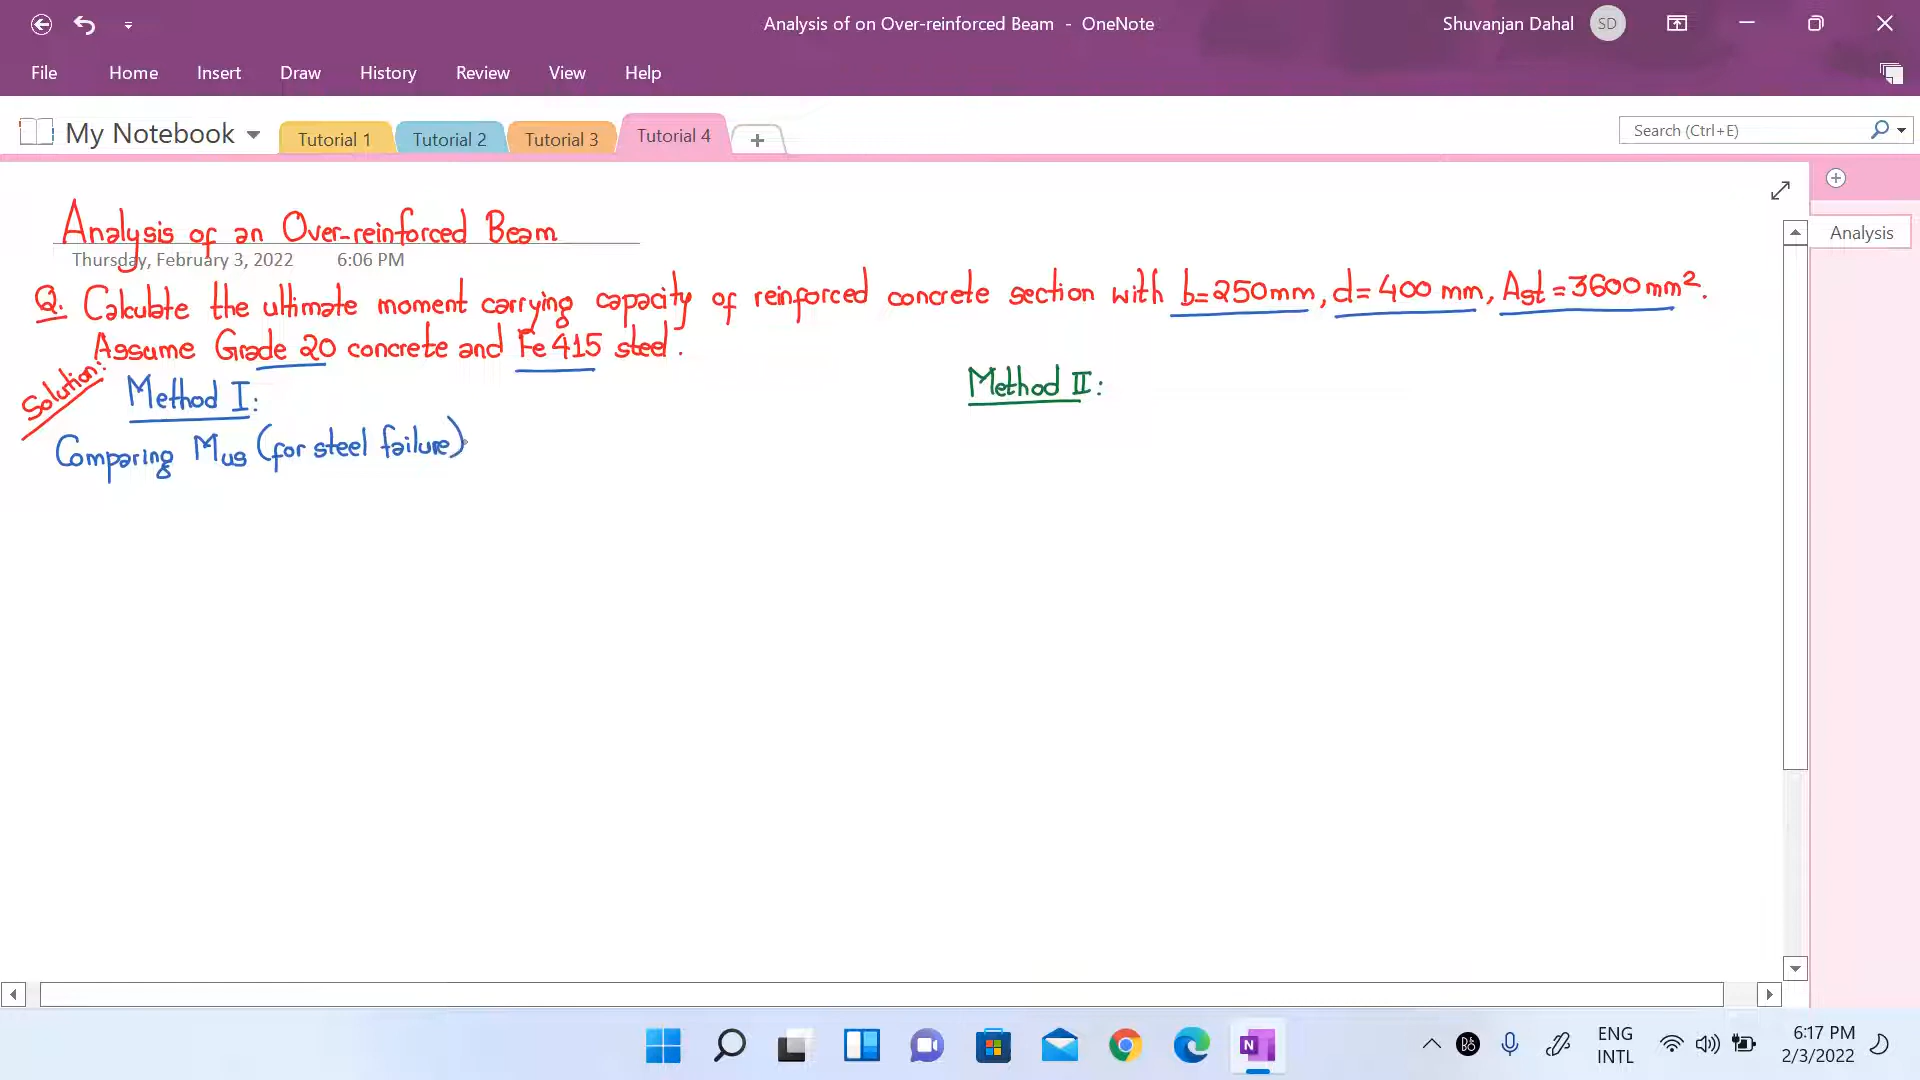 Analysis of on Over-reinforced Beam - OneNote
Shuvanjan Dahal SD
File Home Insert Draw History Review View Help
My Notebook Tutorial 1 Tutorial 2 Tutorial 3 Tutorial 4
Search (Ctrl+E)
Analysis
Analysis of an Over-reinforced Beam
Thursday, February 3, 2022 6:06 PM
Q. Calculate the ultimate moment carrying capacity of reinforced concrete section with b=250mm, d=400 mm, Ast=3600mm².
Assume Grade 20 concrete and Fe 415 steel.
Solution:
Method I:
Method II:
Comparing Mus (for steel failure)
ENG
INTL
6:17 PM
2/3/2022